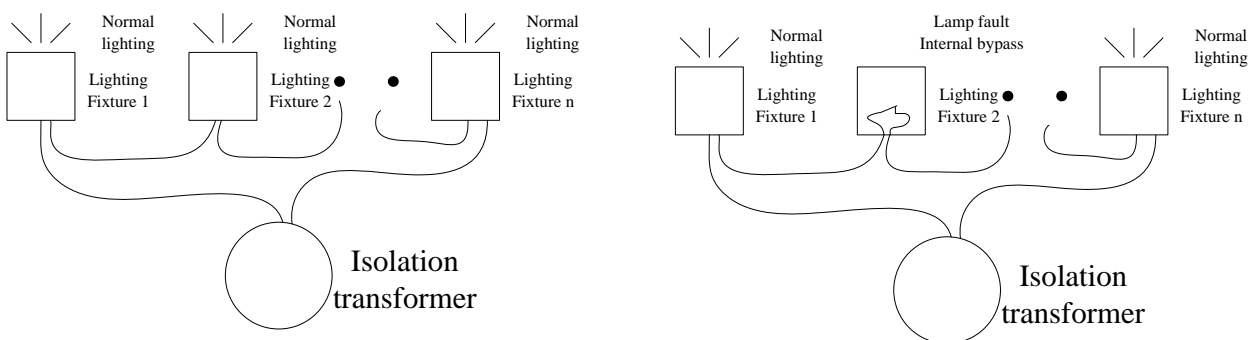 Normal
lighting
Normal
lighting
Normal
lighting
Lighting
Fixture 1
Lighting
Fixture 2
Lighting
Fixture n
Isolation
transformer
Normal
lighting
Lamp fault
Internal bypass
Normal
lighting
Lighting
Fixture 1
Lighting
Fixture 2
Lighting
Fixture n
Isolation
transformer